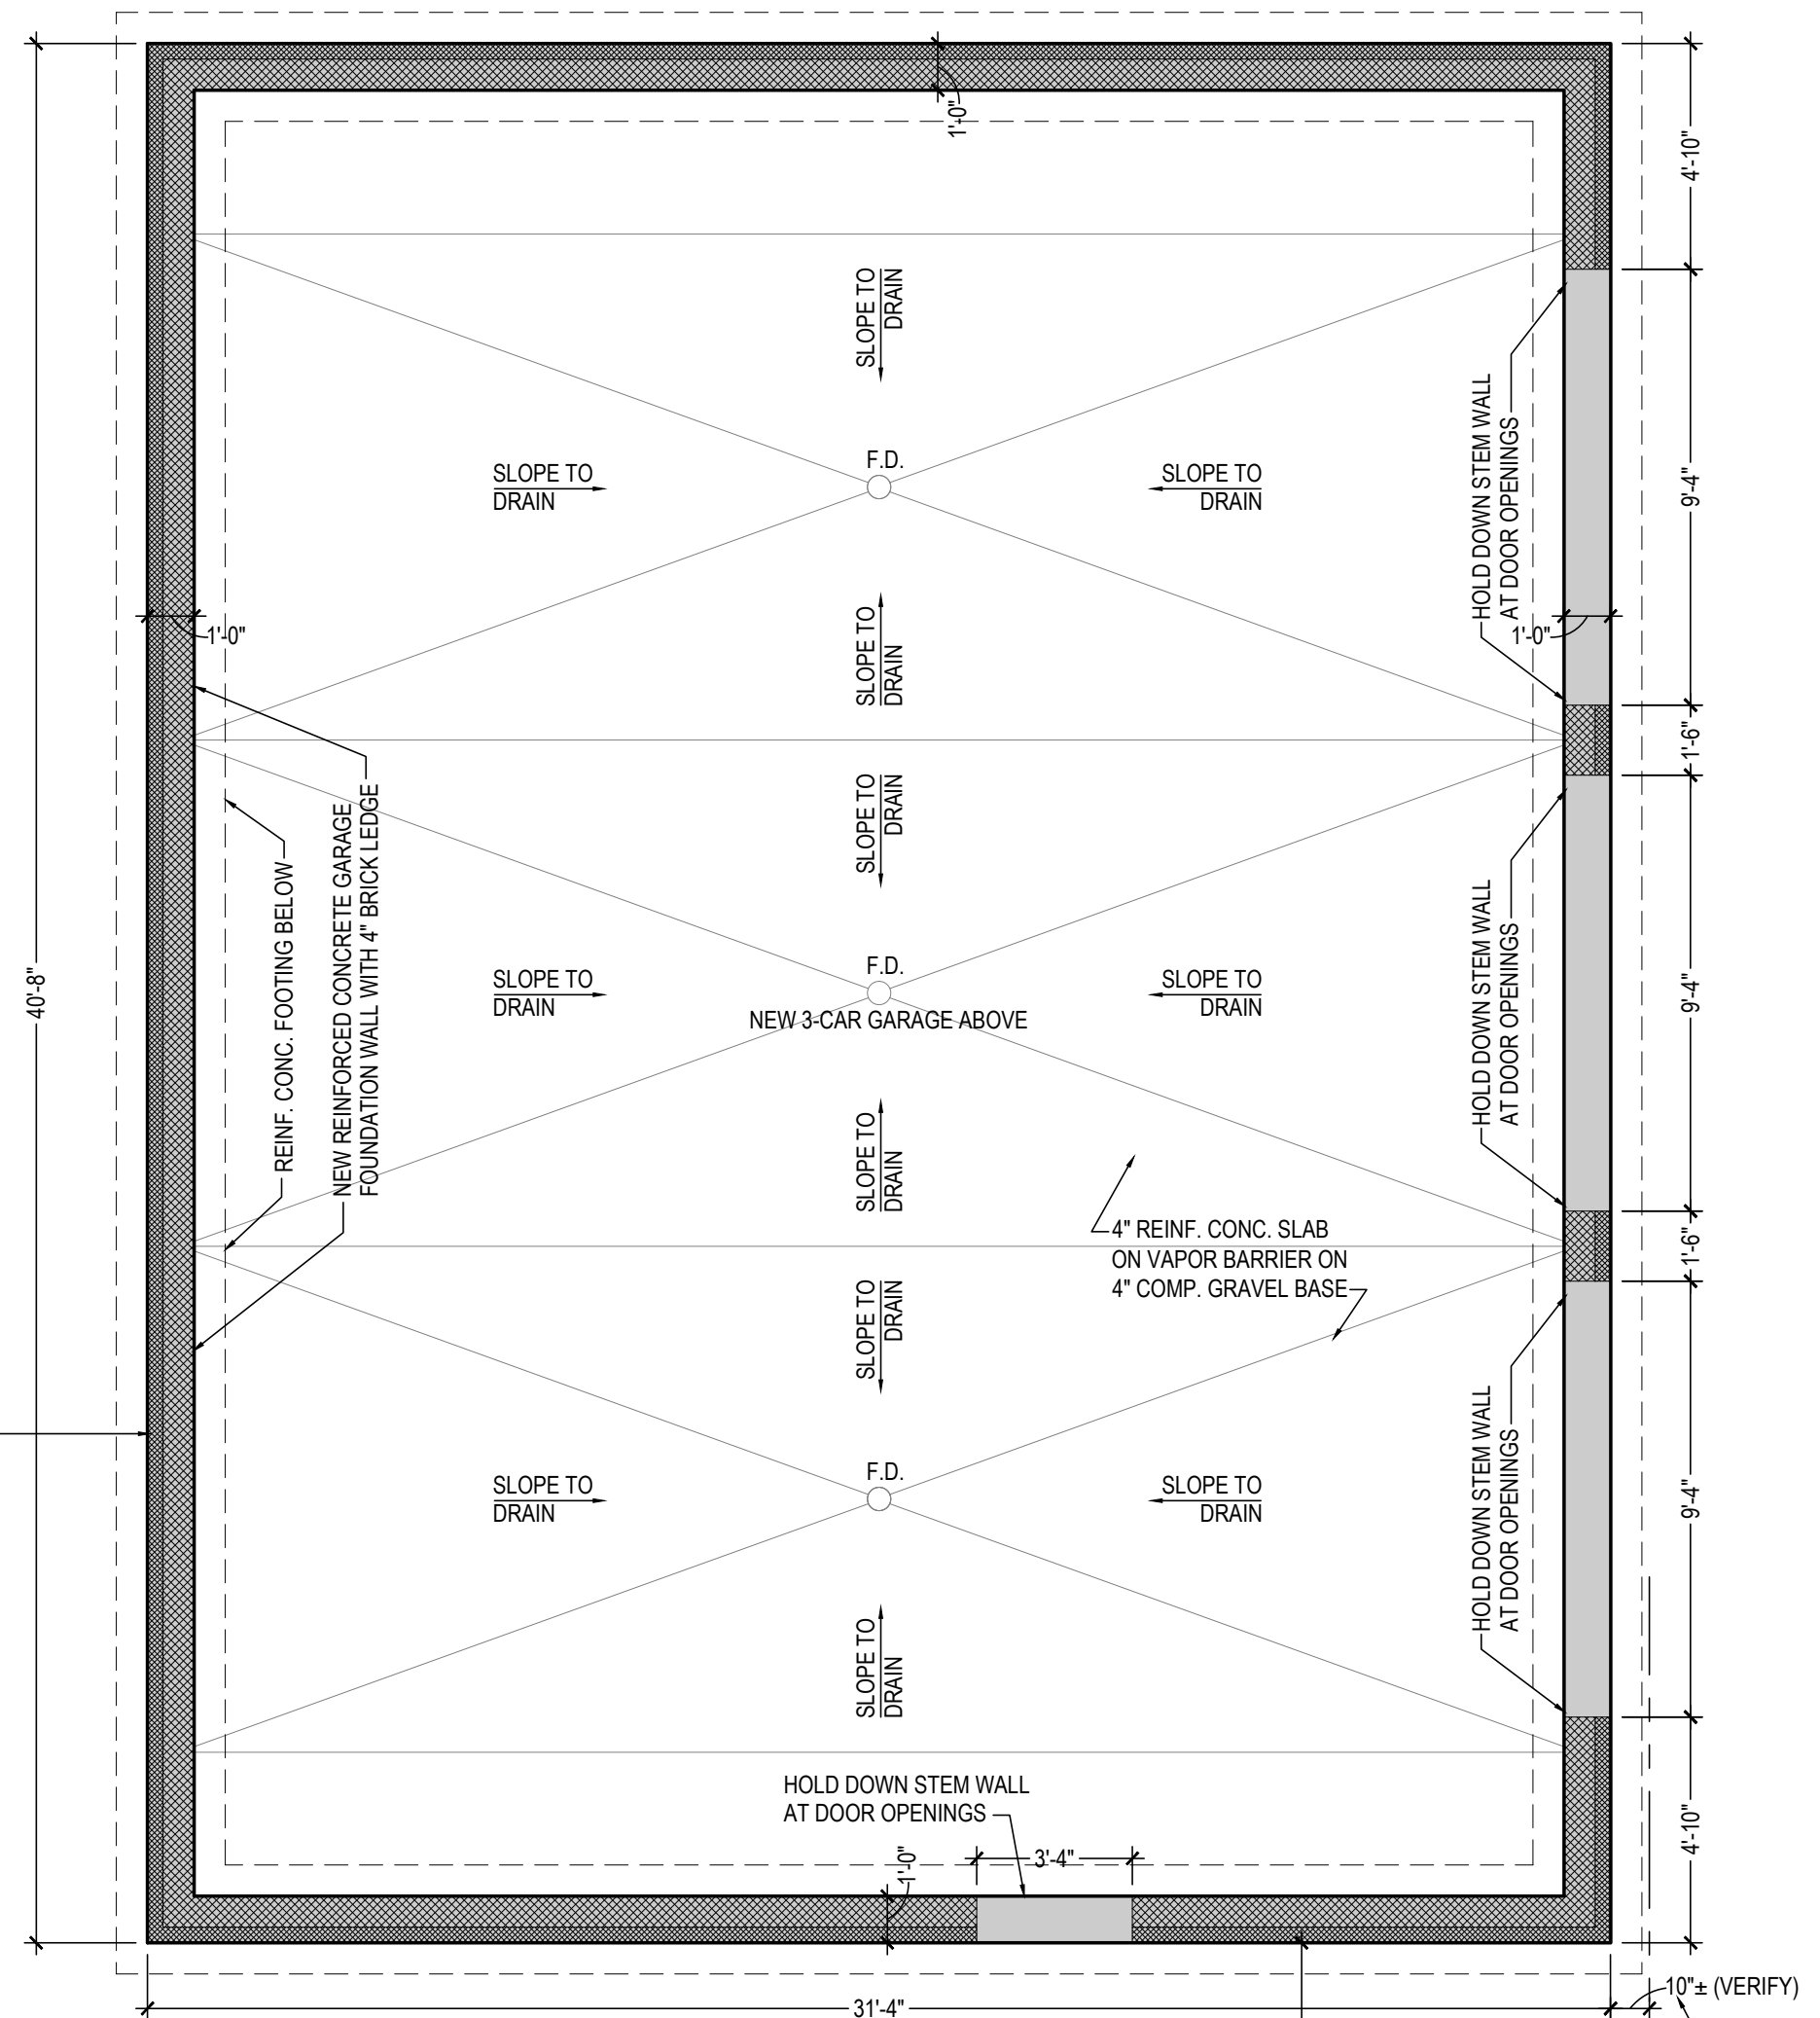 1'-0"
4'-10"
SLOPE TO
DRAIN
F.D.
SLOPE TO
DRAIN
SLOPE TO
DRAIN
HOLD DOWN STEM WALL
AT DOOR OPENINGS
9'-4"
1'-0"
SLOPE TO
DRAIN
1'-0"
1'-6"
SLOPE TO
DRAIN
REINF. CONC. FOOTING BELOW
NEW REINFORCED CONCRETE GARAGE
FOUNDATION WALL WITH 4" BRICK LEDGE
40'-8"
F.D.
SLOPE TO
DRAIN
SLOPE TO
DRAIN
NEW 3-CAR GARAGE ABOVE
HOLD DOWN STEM WALL
AT DOOR OPENINGS
9'-4"
SLOPE TO
DRAIN
4" REINF. CONC. SLAB
ON VAPOR BARRIER ON
4" COMP. GRAVEL BASE
1'-6"
SLOPE TO
DRAIN
F.D.
SLOPE TO
DRAIN
SLOPE TO
DRAIN
HOLD DOWN STEM WALL
AT DOOR OPENINGS
9'-4"
SLOPE TO
DRAIN
HOLD DOWN STEM WALL
AT DOOR OPENINGS
1'-0"
3'-4"
4'-10"
31'-4"
10"± (VERIFY)